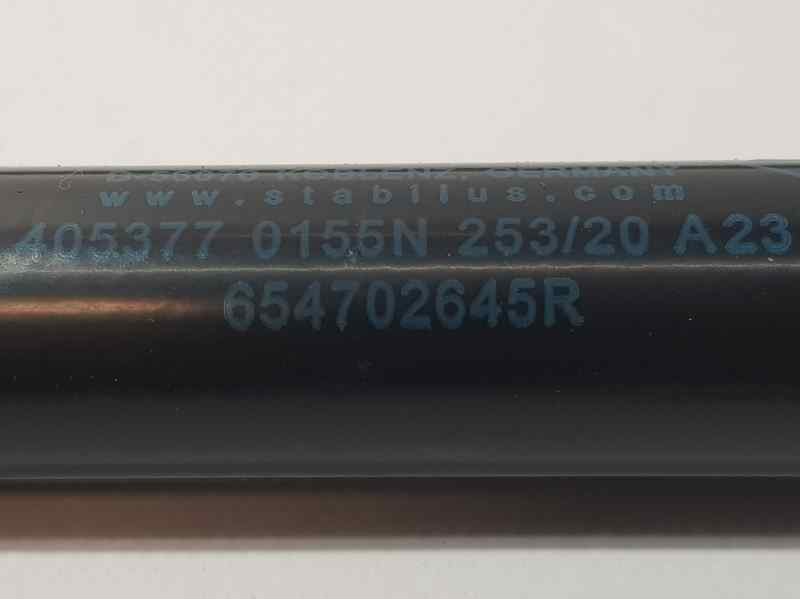 KOBLENZ GERMANY
www.stabilus.com
405377 0155N 253/20 A23
654702645R